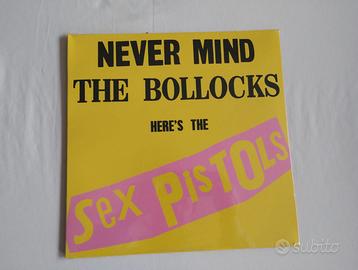 NEVER MIND
THE BOLLOCKS
HERE'S THE
Sex PiSTOLS
subito